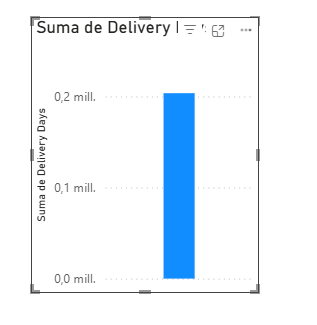 Suma de Delivery
0,2 mill.
0,1 mill.
0,0 mill.
Suma de Delivery Days